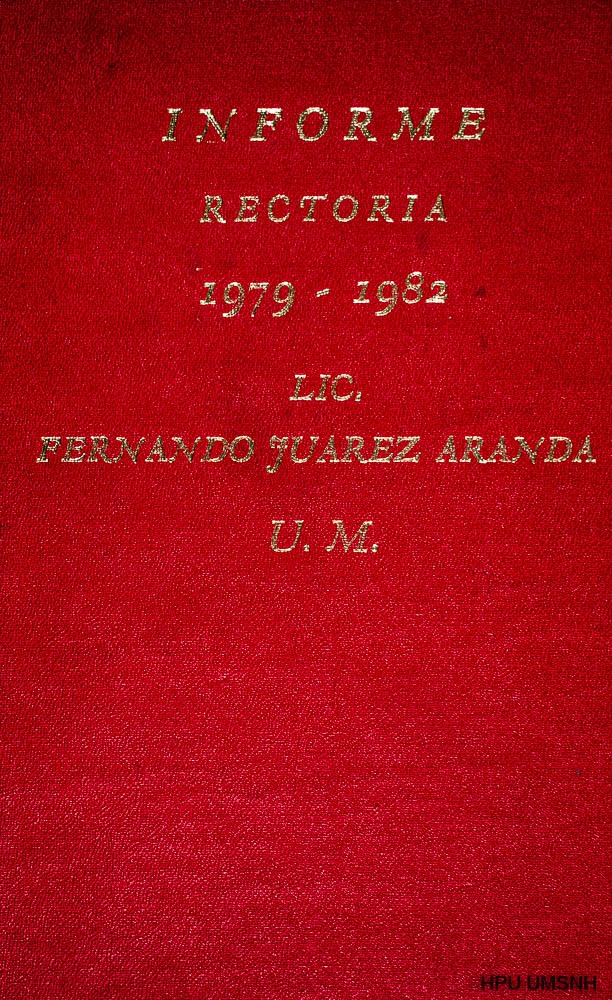 INFORME
RECTORIA
1979 - 1982
LIC.
FERNANDO JUAREZ ARANDA
U. M.
HPU UMSNH